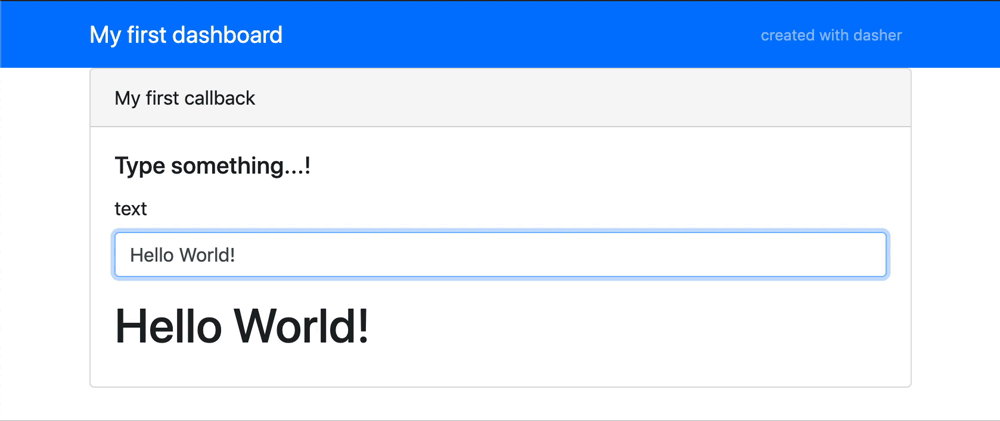 My first dashboard
created with dasher
My first callback
Type something...!
text
Hello World!
Hello World!